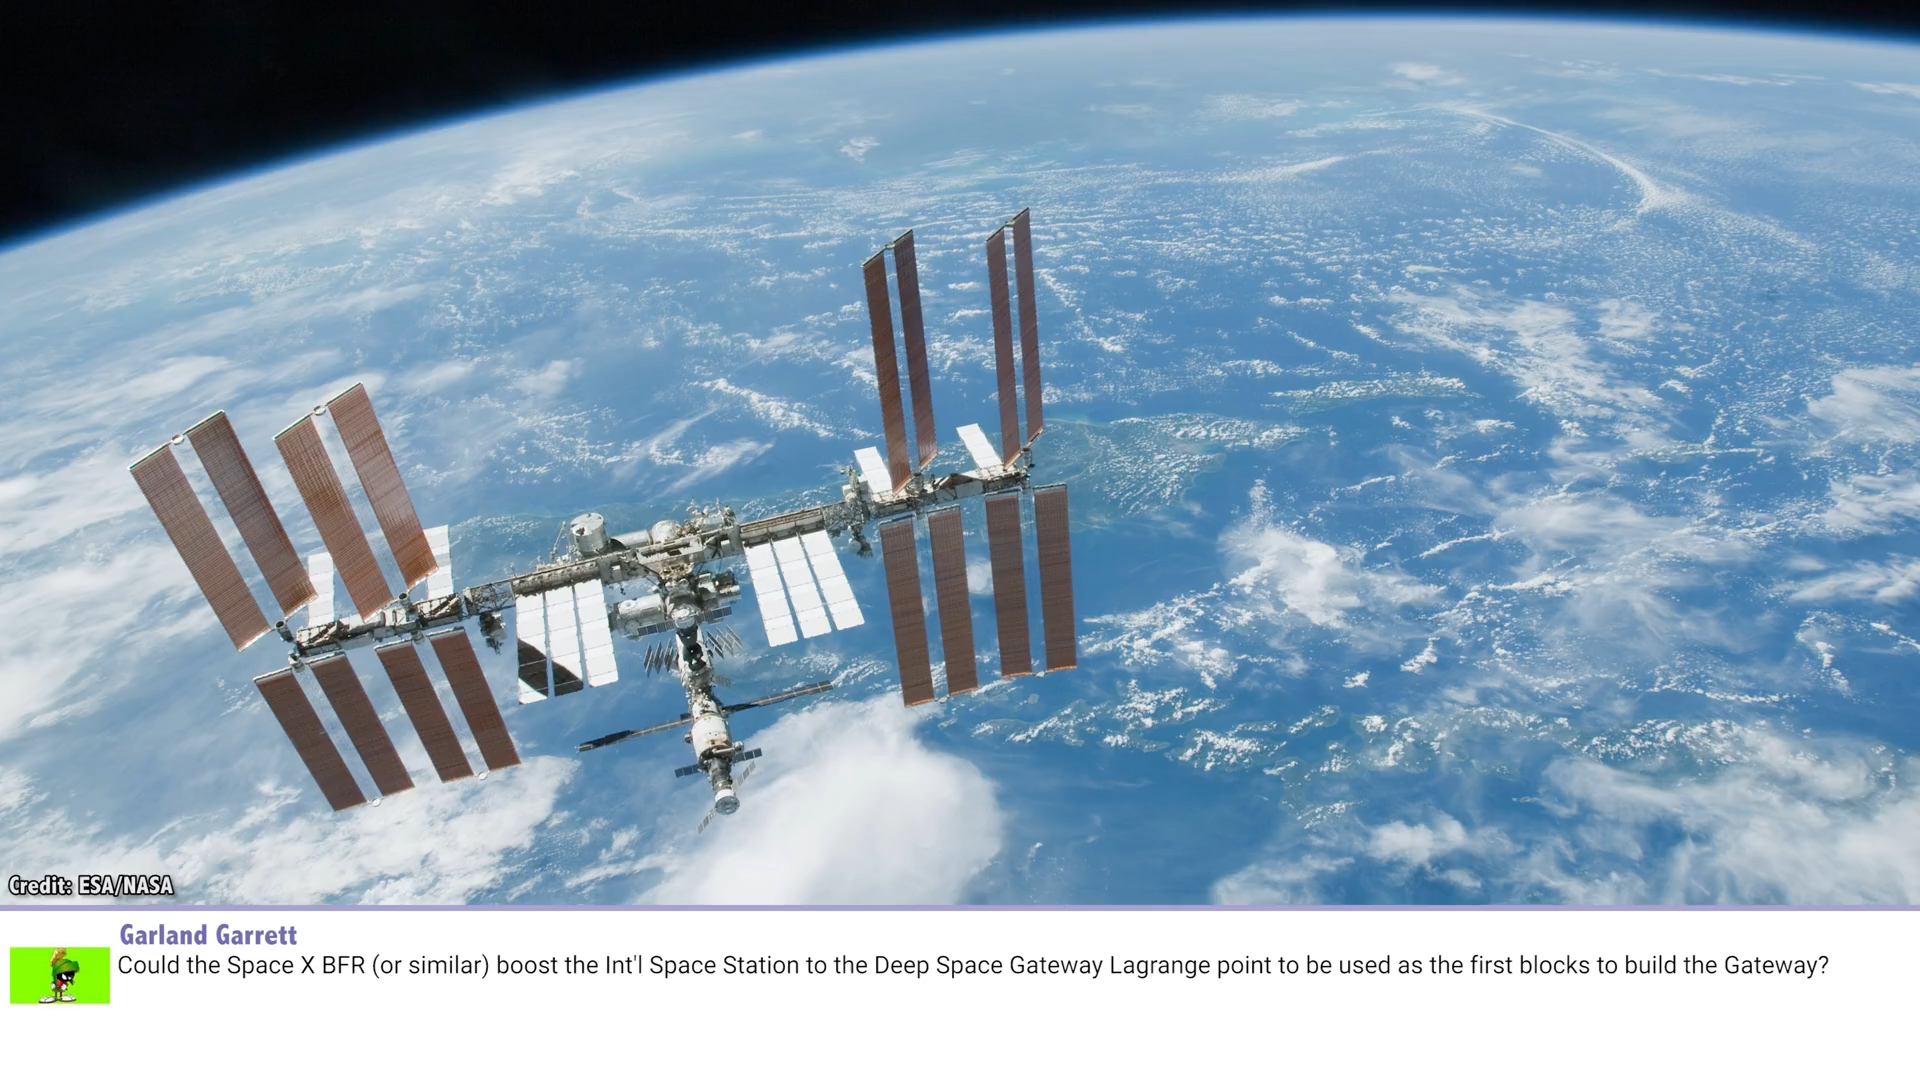 Credit: ESA/NASA
Garland Garrett
Could the Space X BFR (or similar) boost the Int'l Space Station to the Deep Space Gateway Lagrange point to be used as the first blocks to build the Gateway?